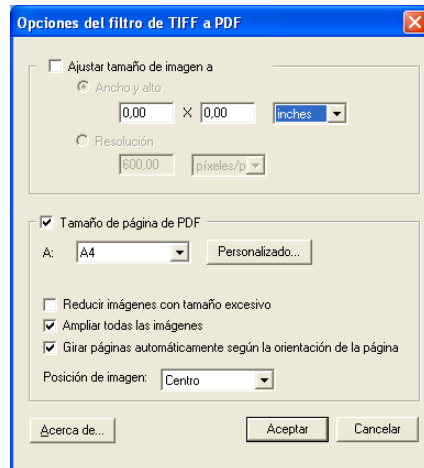 Opciones del filtro de TIFF a PDF
Ajustar tamaño de imagen a
Ancho y alto
0,00 X 0,00 inches
Resolución
600,00 píxeles/p
Tamaño de página de PDF
A: A4 Personalizado...
Reducir imágenes con tamaño excesivo
Ampliar todas las imágenes
Girar páginas automáticamente según la orientación de la página
Posición de imagen: Centro
Acerca de... Aceptar Cancelar